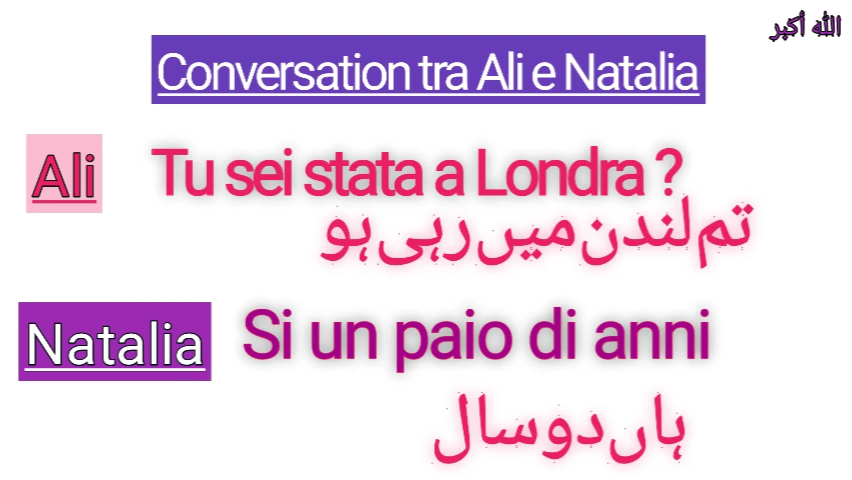 الله أكبر
Conversation tra Ali e Natalia
Ali
Tu sei stata a Londra ?
تم لندن میں رہی ہو
Natalia
Si un paio di anni
ہاں دو سال